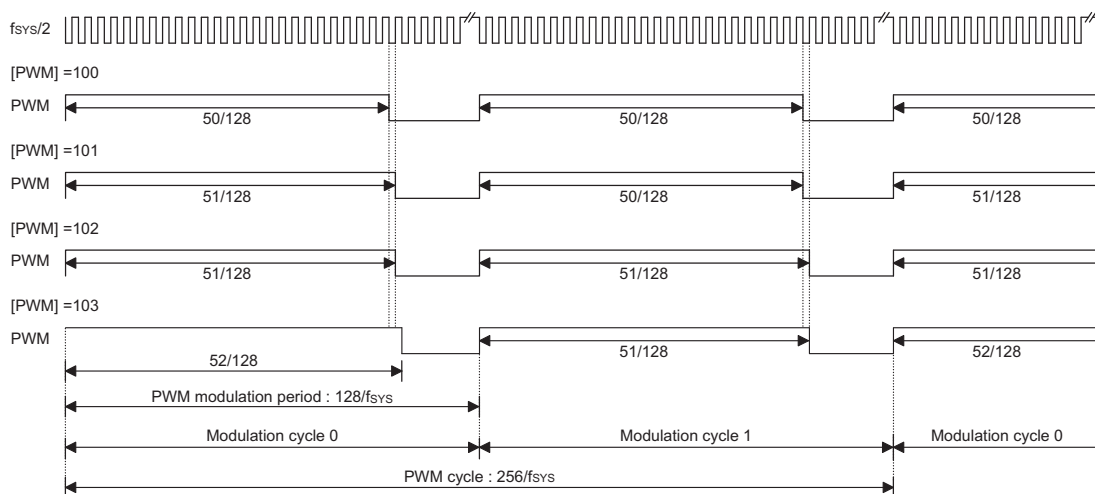 fSYS/2
[PWM] =100
PWM
50/128 50/128 50/128
[PWM] =101
PWM
51/128 50/128 51/128
[PWM] =102
PWM
51/128 51/128 51/128
[PWM] =103
PWM
52/128 51/128 52/128
PWM modulation period : 128/fSYS
Modulation cycle 0 Modulation cycle 1 Modulation cycle 0
PWM cycle : 256/fSYS